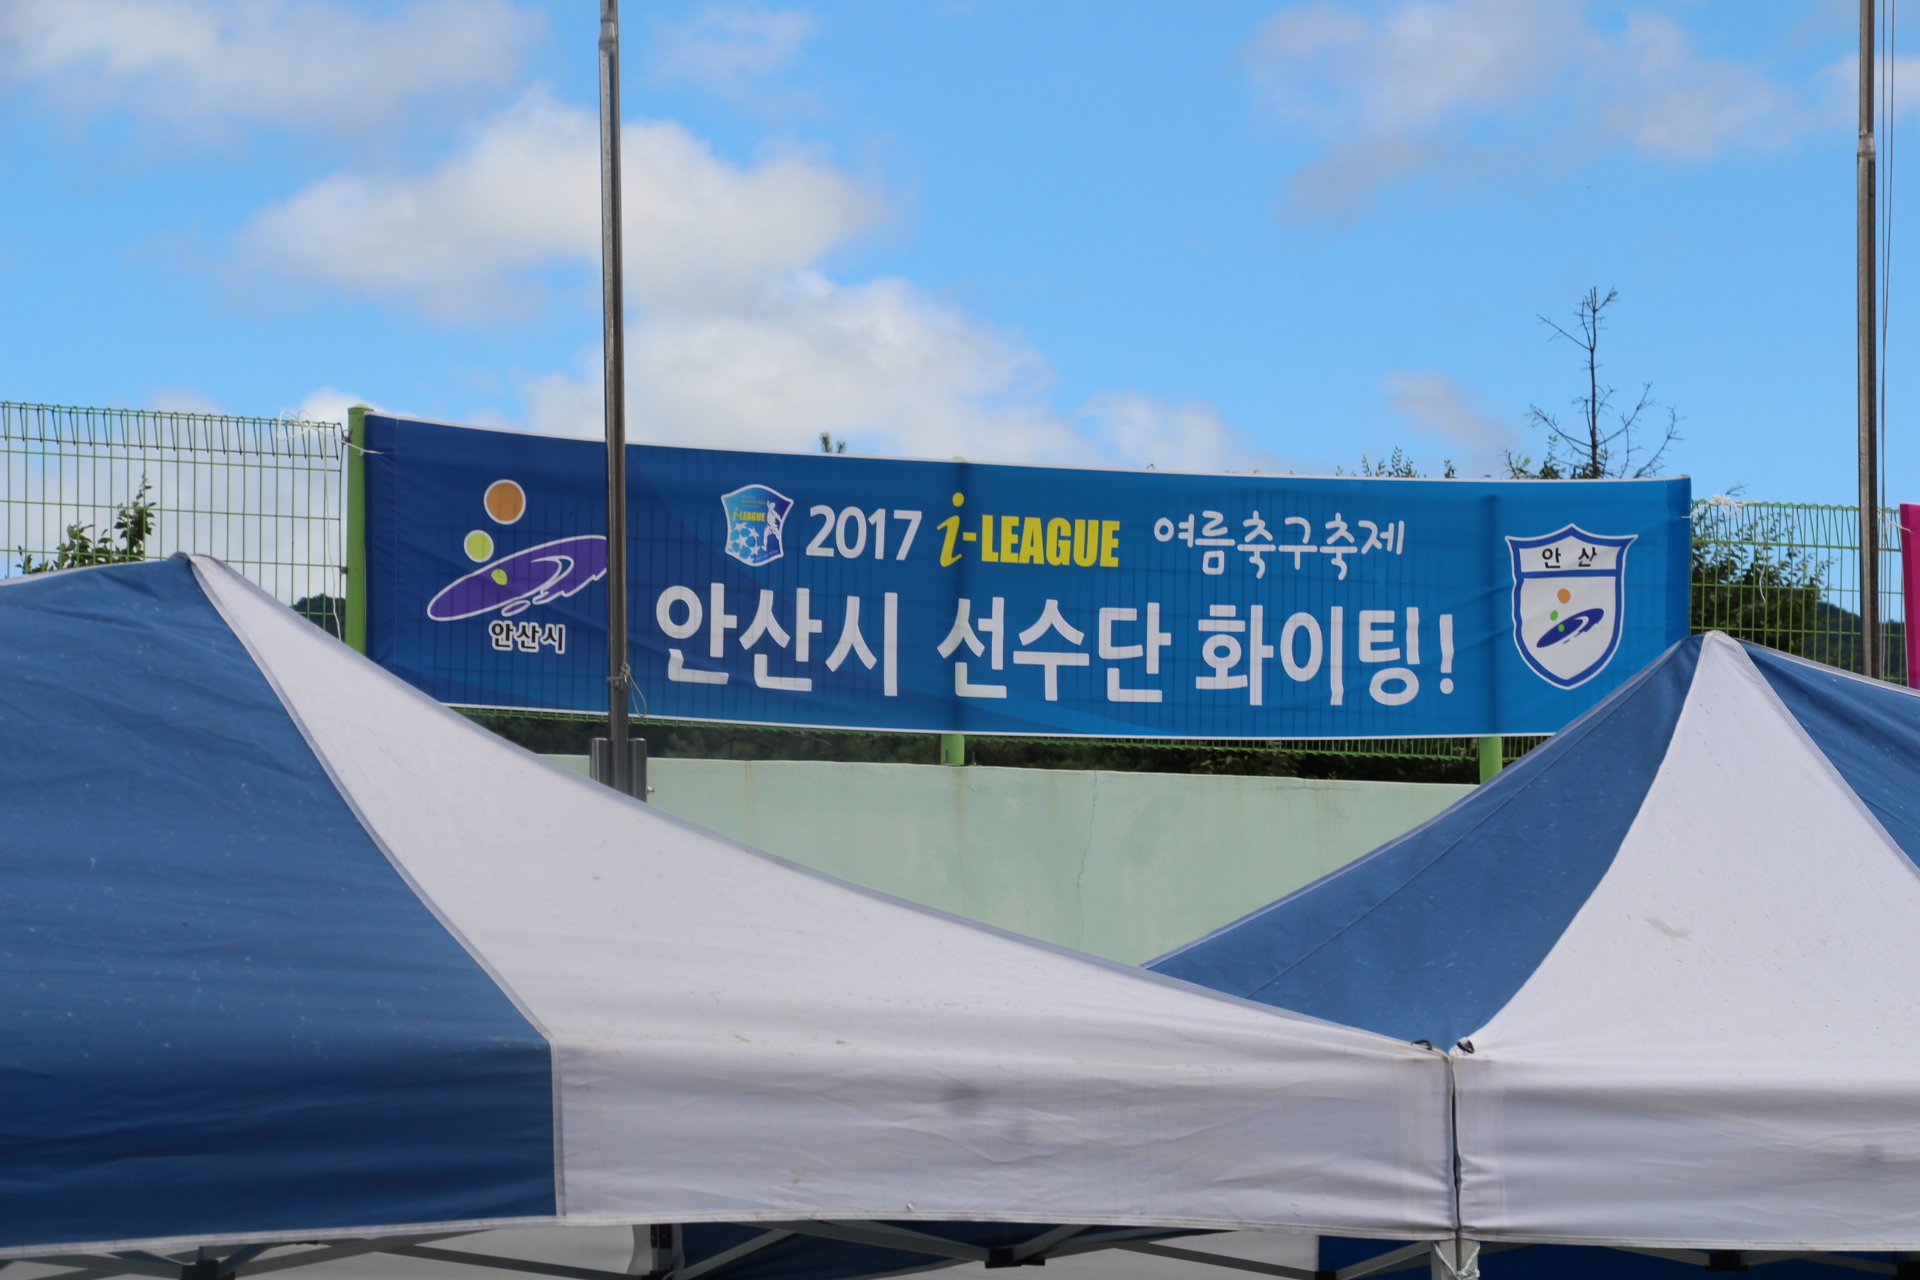 i-LEAGUE
2017 i-LEAGUE 여름축구축제
안산시
안산시 선수단 화이팅!
안산